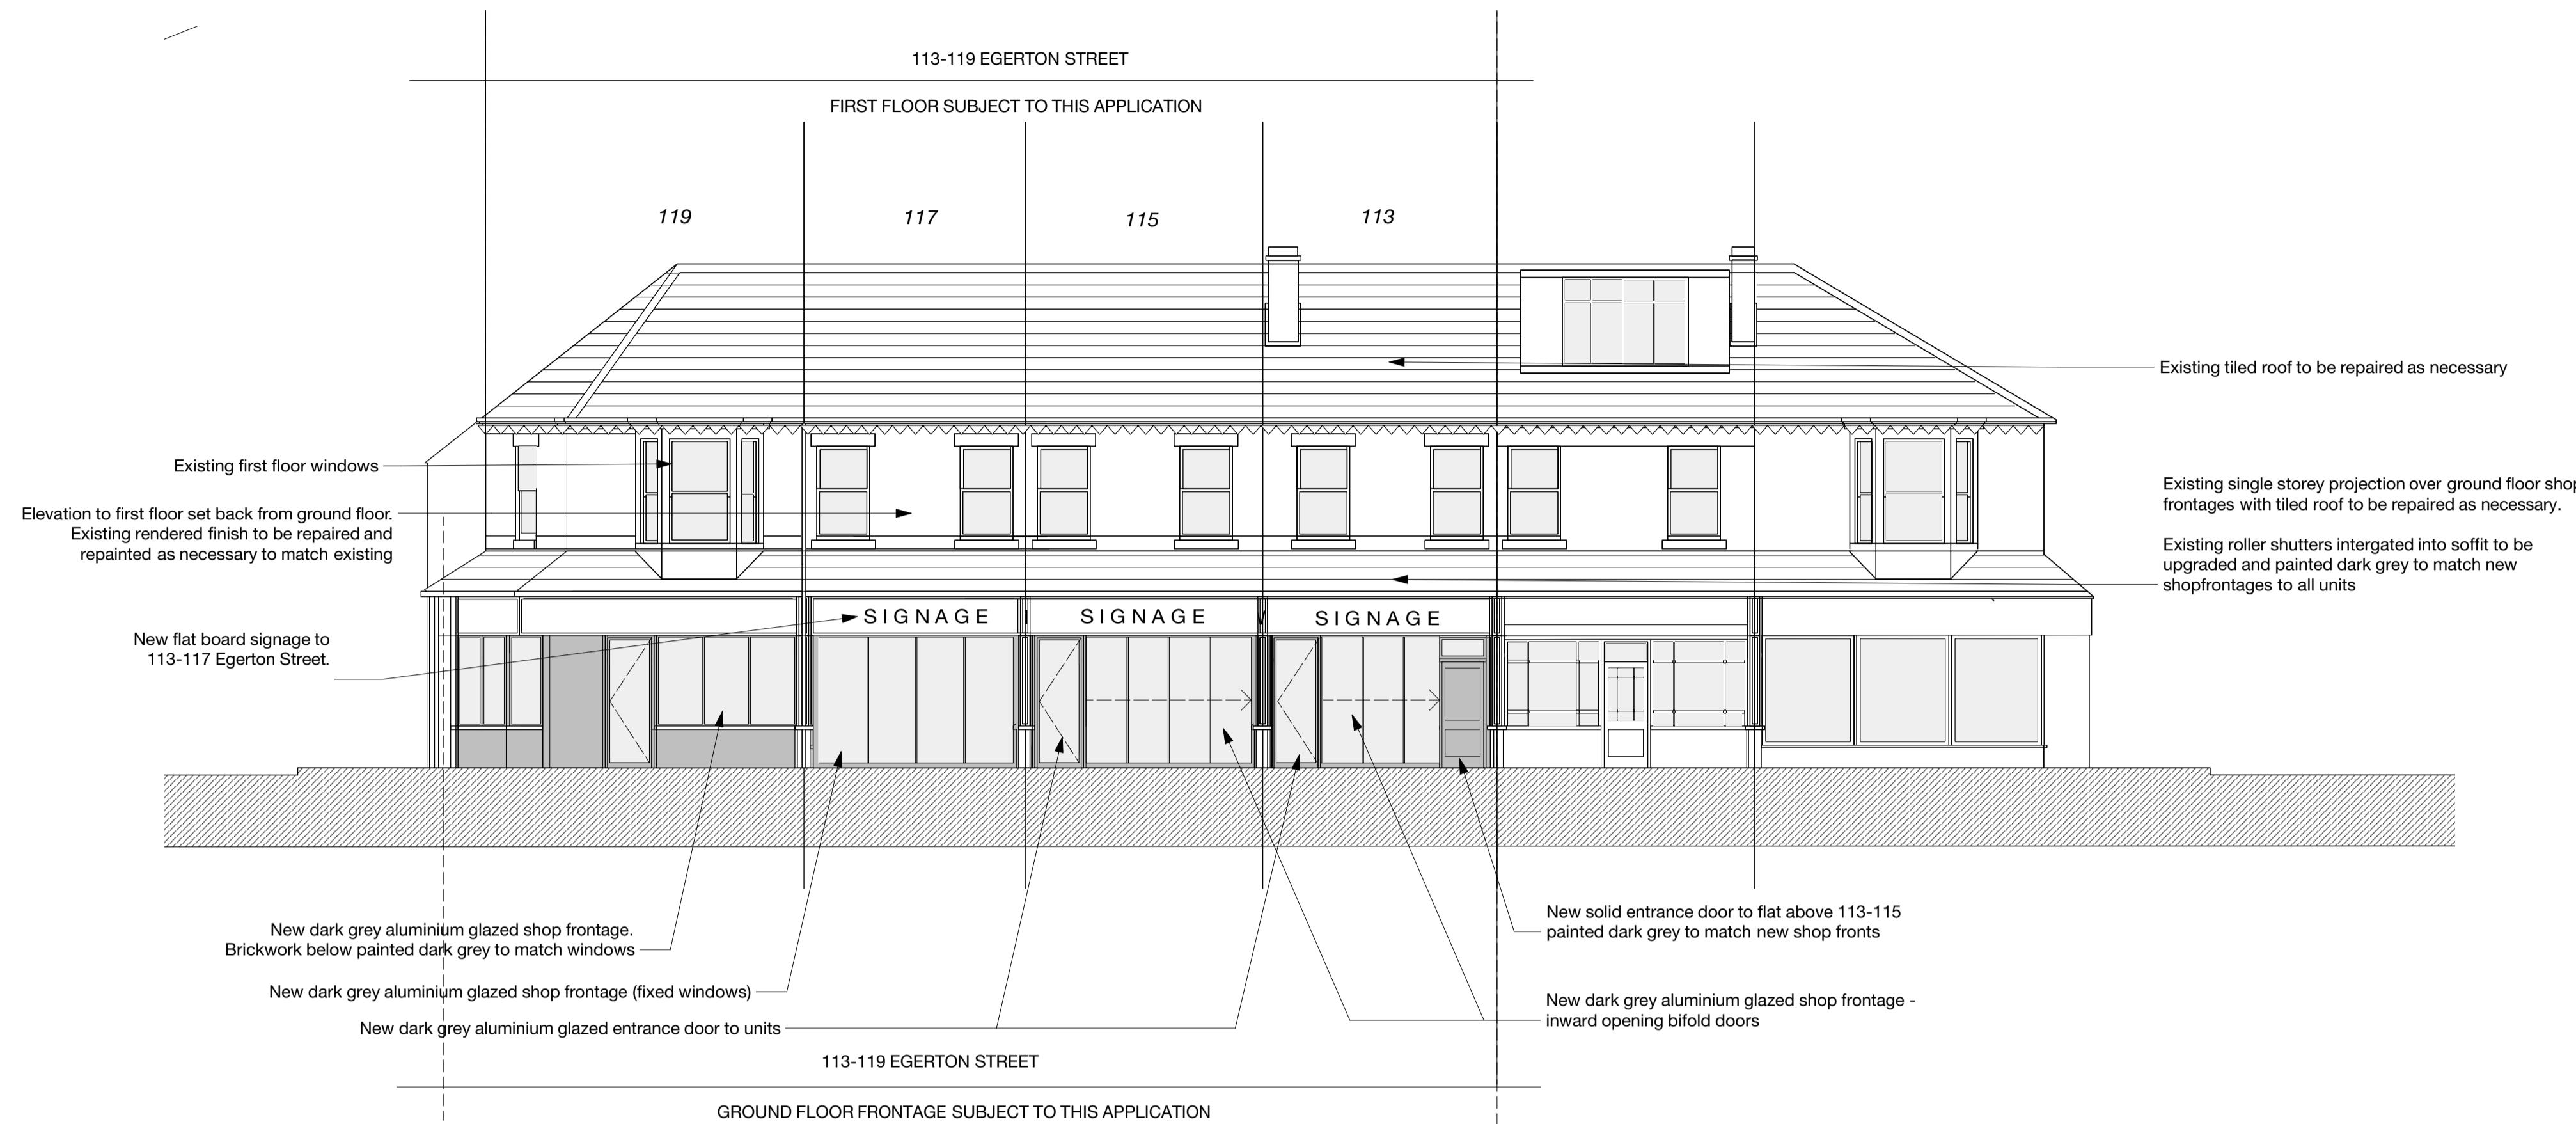 113-119 EGERTON STREET
FIRST FLOOR SUBJECT TO THIS APPLICATION
119
117
115
113
Existing tiled roof to be repaired as necessary
Existing first floor windows
Elevation to first floor set back from ground floor.
Existing rendered finish to be repaired and
repainted as necessary to match existing
Existing single storey projection over ground floor shop
frontages with tiled roof to be repaired as necessary.
Existing roller shutters intergated into soffit to be
upgraded and painted dark grey to match new
shopfrontages to all units
New flat board signage to
113-117 Egerton Street.
SIGNAGE
SIGNAGE
SIGNAGE
New dark grey aluminium glazed shop frontage.
Brickwork below painted dark grey to match windows
New dark grey aluminium glazed shop frontage (fixed windows)
New dark grey aluminium glazed entrance door to units
New solid entrance door to flat above 113-115
painted dark grey to match new shop fronts
New dark grey aluminium glazed shop frontage -
inward opening bifold doors
113-119 EGERTON STREET
GROUND FLOOR FRONTAGE SUBJECT TO THIS APPLICATION